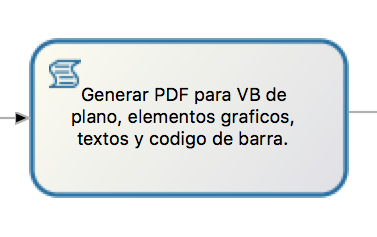 Generar PDF para VB de
plano, elementos graficos,
textos y codigo de barra.